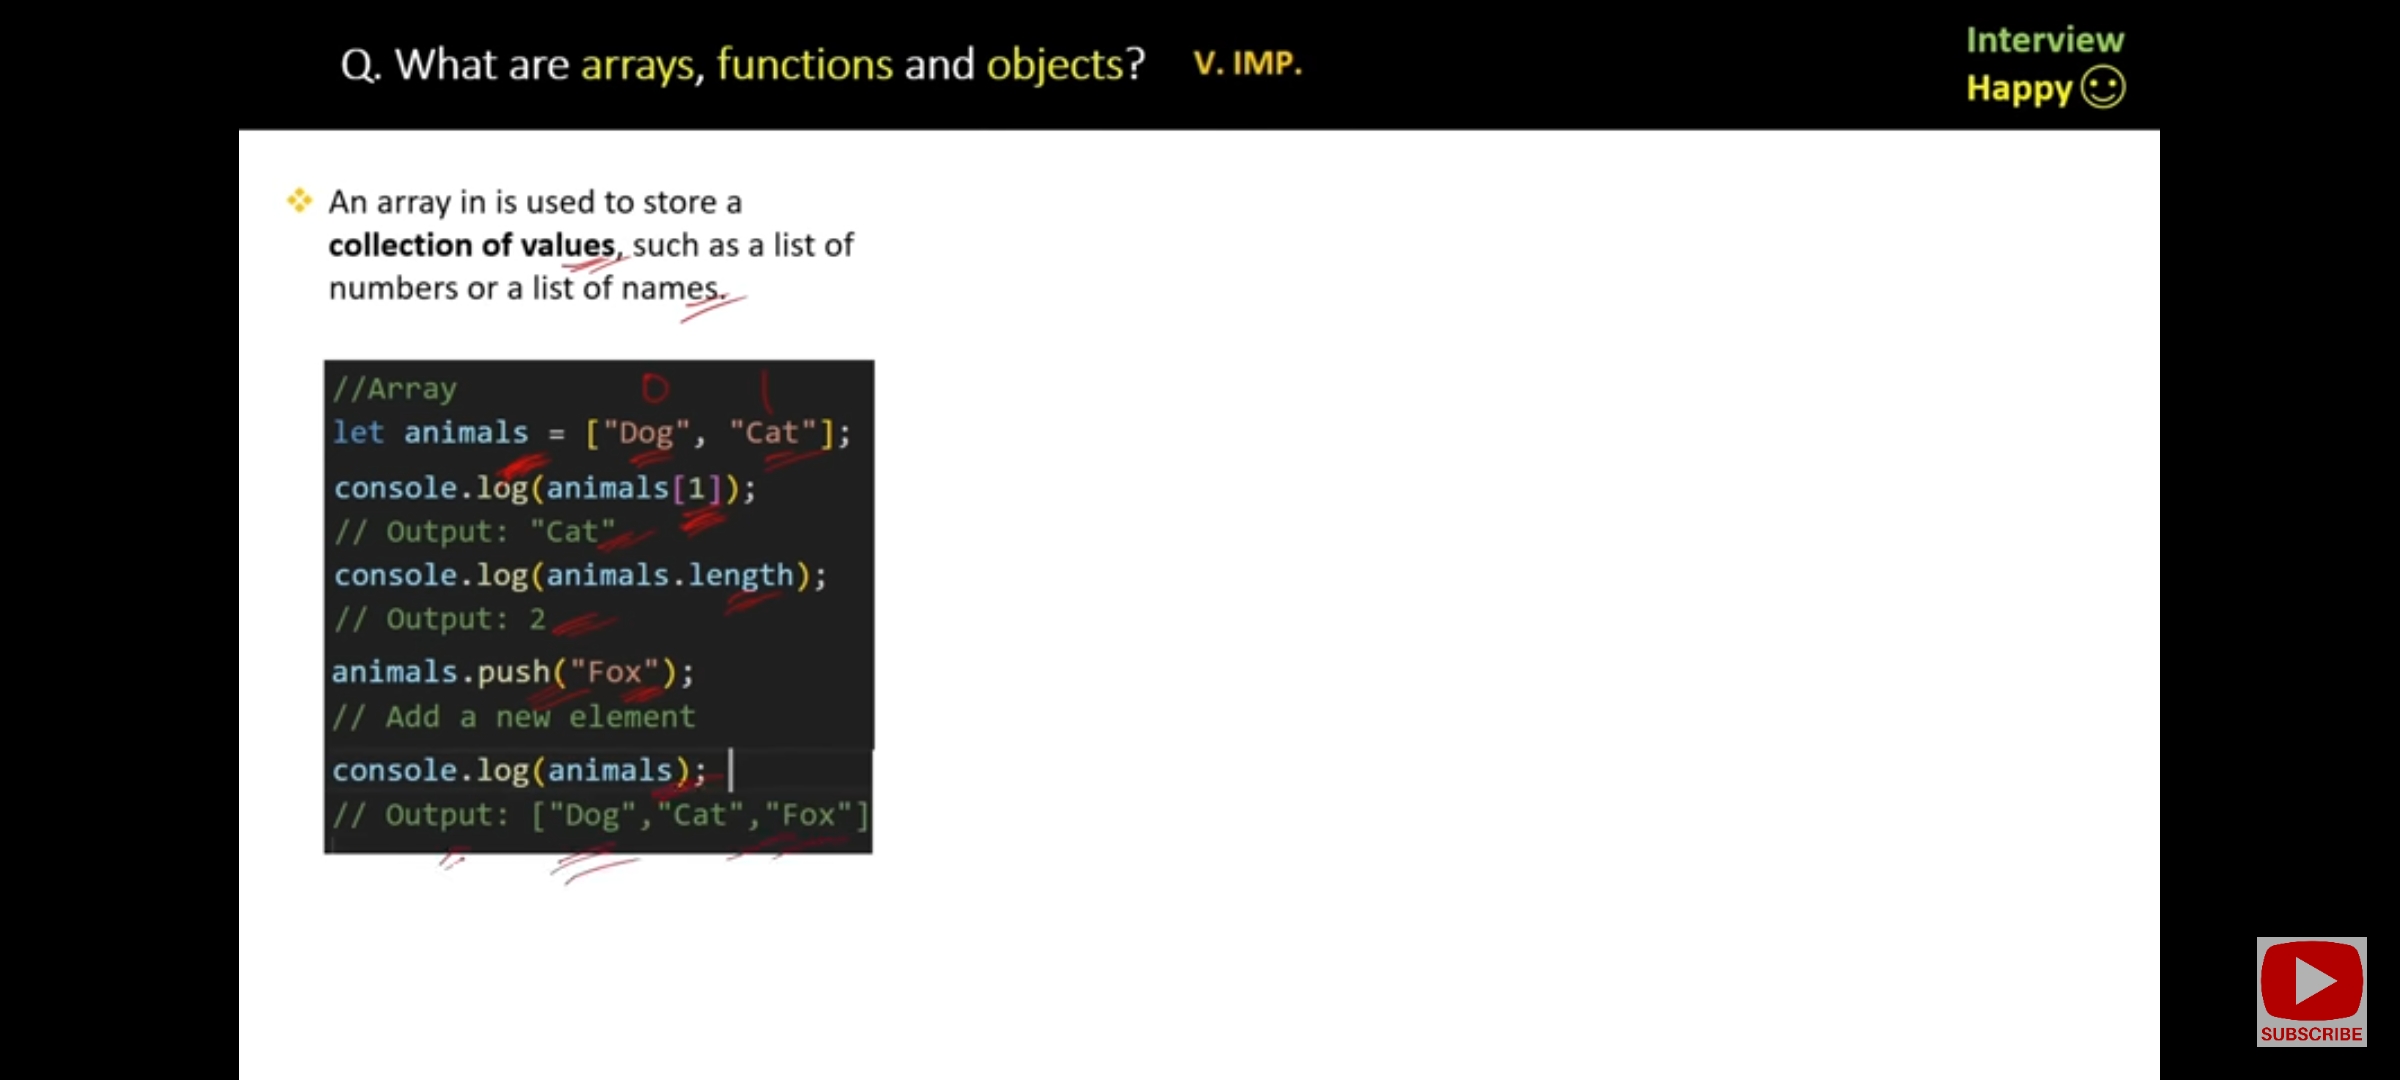 Q. What are arrays, functions and objects? V. IMP.
Interview
Happy
An array in is used to store a
collection of values, such as a list of
numbers or a list of names.
0 1
//Array
let animals = ["Dog", "Cat"];
console.log(animals[1]);
// Output: "Cat"
console.log(animals.length);
// Output: 2
animals.push("Fox");
// Add a new element
console.log(animals);
// Output: ["Dog","Cat","Fox"]
SUBSCRIBE